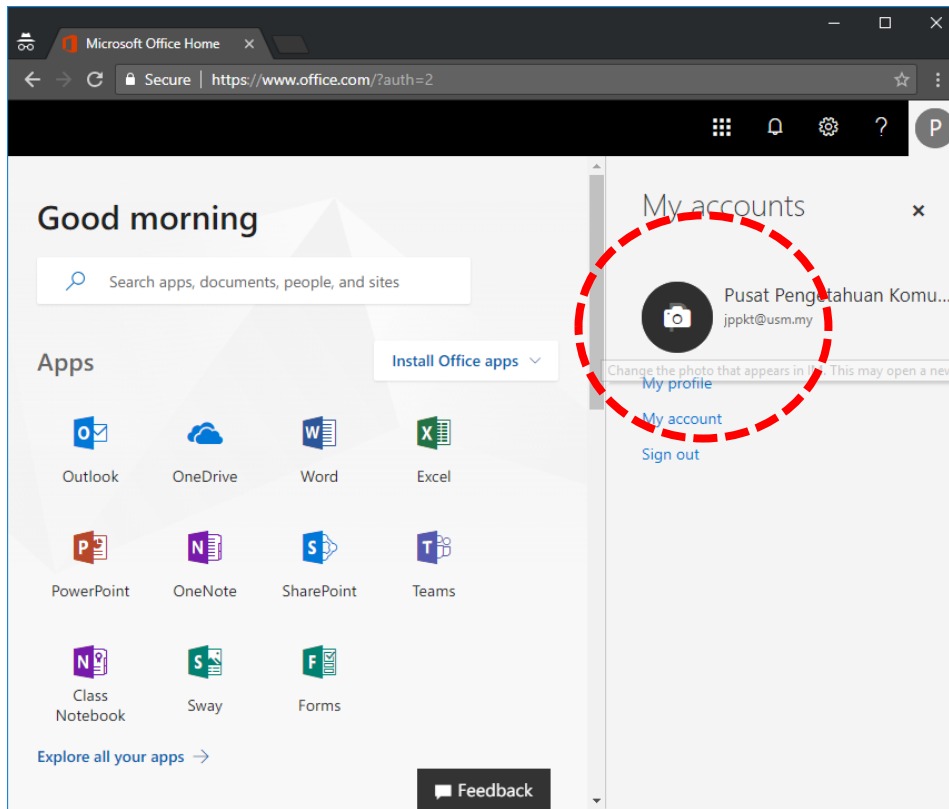 Microsoft Office Home
Secure | https://www.office.com/?auth=2
P
Good morning
Search apps, documents, people, and sites
Apps
Install Office apps
Outlook
OneDrive
Word
Excel
PowerPoint
OneNote
SharePoint
Teams
Class
Notebook
Sway
Forms
Explore all your apps
Feedback
My accounts
Pusat Pengetahuan Komu...
jppkt@usm.my
Change the photo that appears in IM. This may open a new
My profile
My account
Sign out